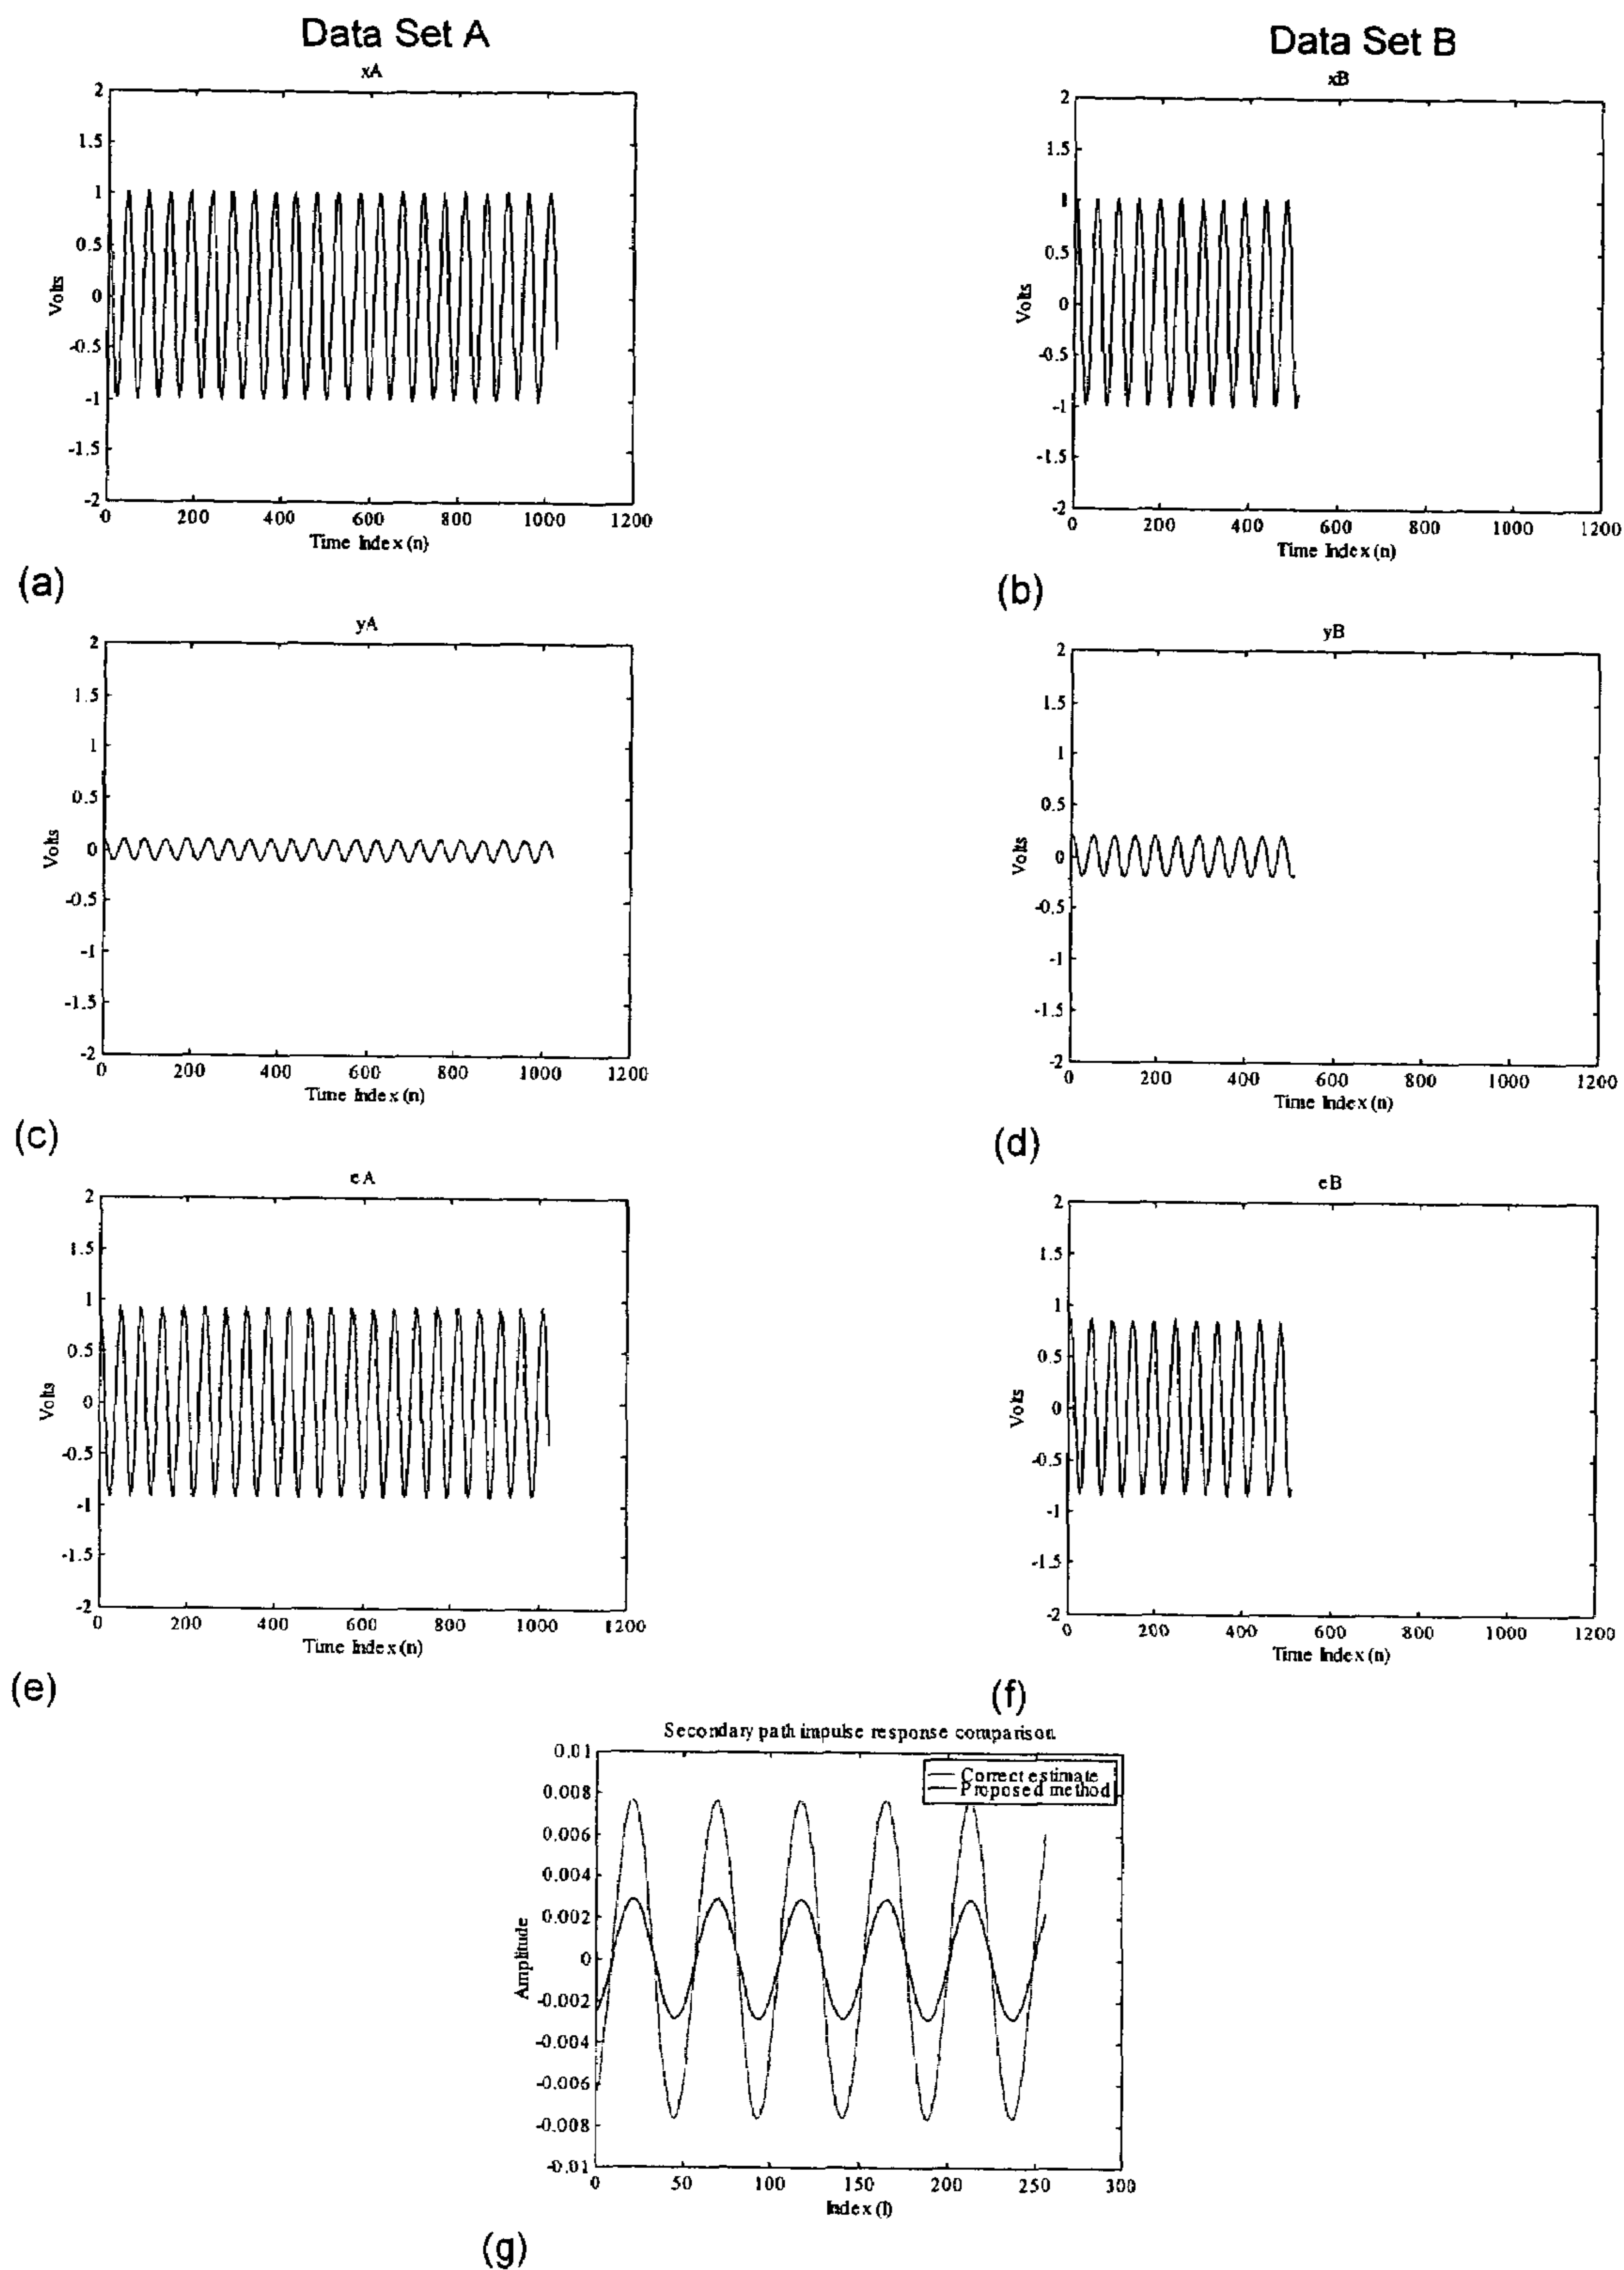 Data Set A
Data Set B
xA
2
1.5
1
0.5
0
-0.5
-1
-1.5
-2
Volts
0 200 400 600 800 1000 1200
Time Index (n)
(a)
xB
2
1.5
1
0.5
0
-0.5
-1
-1.5
-2
Volts
0 200 400 600 800 1000 1200
Time Index (n)
(b)
yA
2
1.5
1
0.5
0
-0.5
-1
-1.5
-2
Volts
0 200 400 600 800 1000 1200
Time Index (n)
(c)
yB
2
1.5
1
0.5
0
-0.5
-1
-1.5
-2
Volts
0 200 400 600 800 1000 1200
Time Index (n)
(d)
eA
2
1.5
1
0.5
0
-0.5
-1
-1.5
-2
Volts
0 200 400 600 800 1000 1200
Time Index (n)
(e)
eB
2
1.5
1
0.5
0
-0.5
-1
-1.5
-2
Volts
0 200 400 600 800 1000 1200
Time Index (n)
(f)
Secondary path impulse response comparison
Correct estimate
Proposed method
0.01
0.008
0.006
0.004
0.002
0
-0.002
-0.004
-0.006
-0.008
-0.01
Amplitude
0 50 100 150 200 250 300
Index (l)
(g)